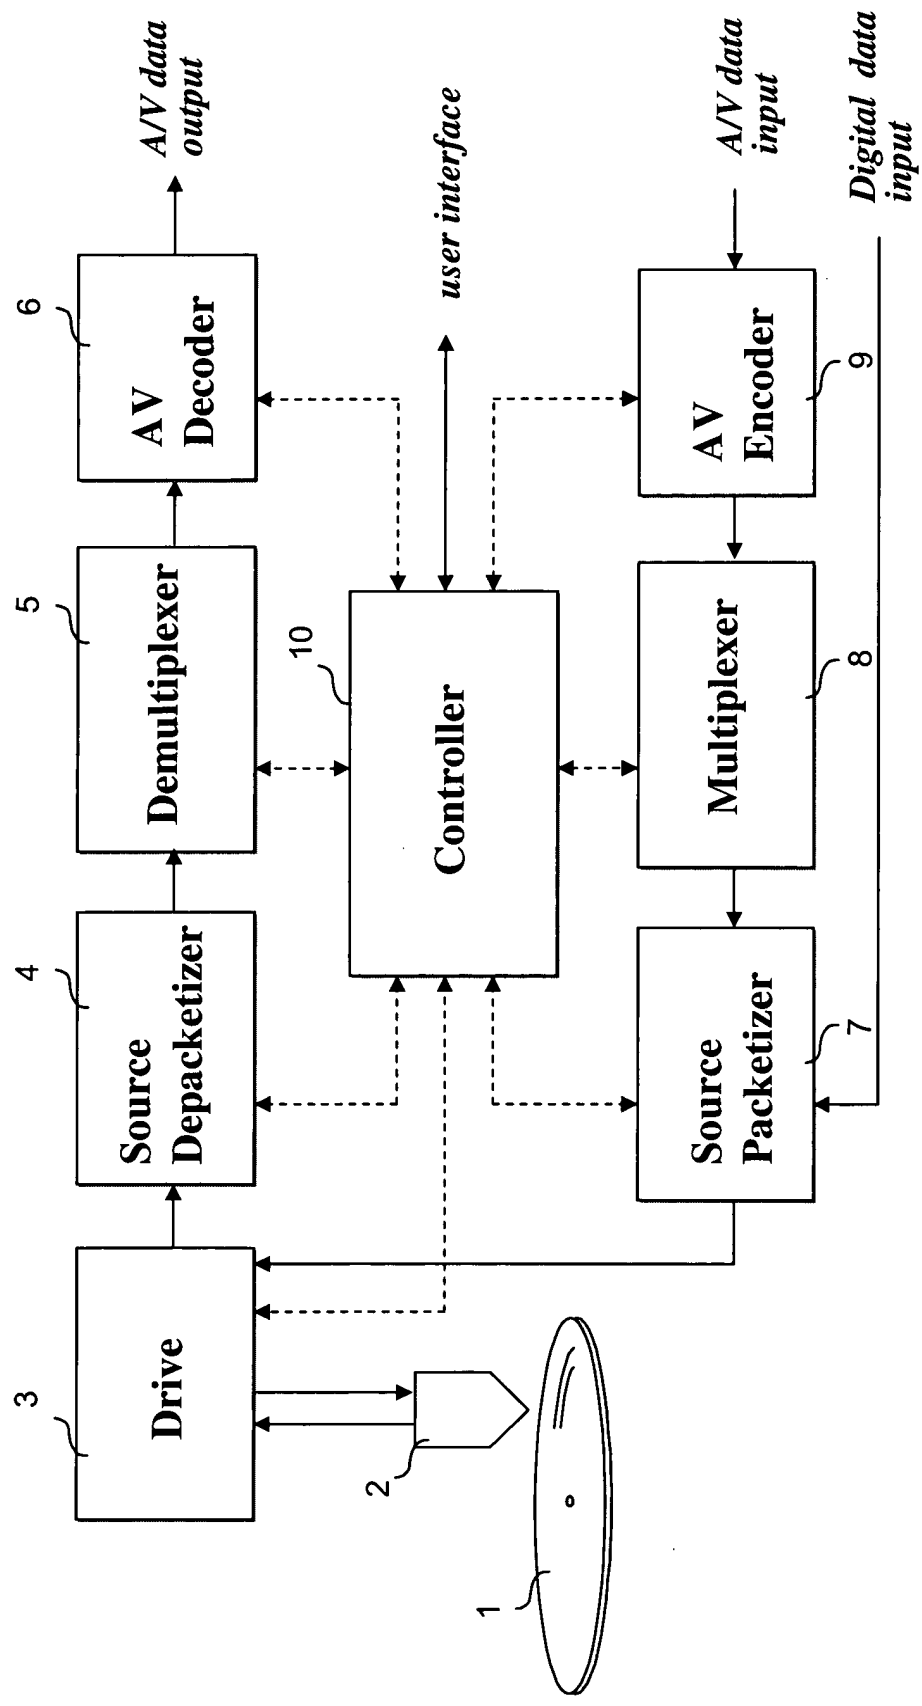 3
Drive
4
Source
Depacketizer
5
Demultiplexer
6
AV
Decoder
A/V data
output
10
Controller
user interface
2
1
7
Source
Packetizer
8
Multiplexer
9
AV
Encoder
A/V data
input
Digital data
input